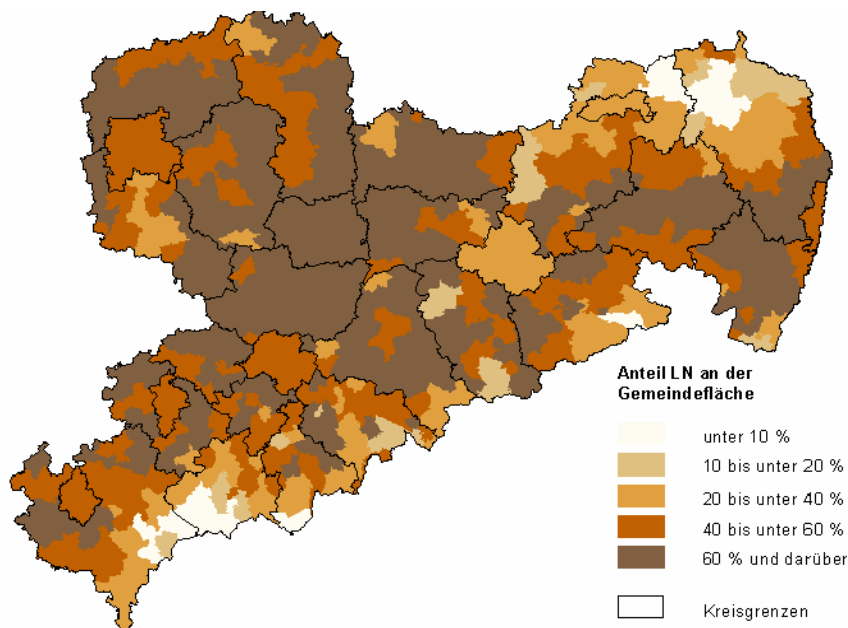 Anteil LN an der
Gemeindefläche
unter 10 %
10 bis unter 20 %
20 bis unter 40 %
40 bis unter 60 %
60 % und darüber
Kreisgrenzen